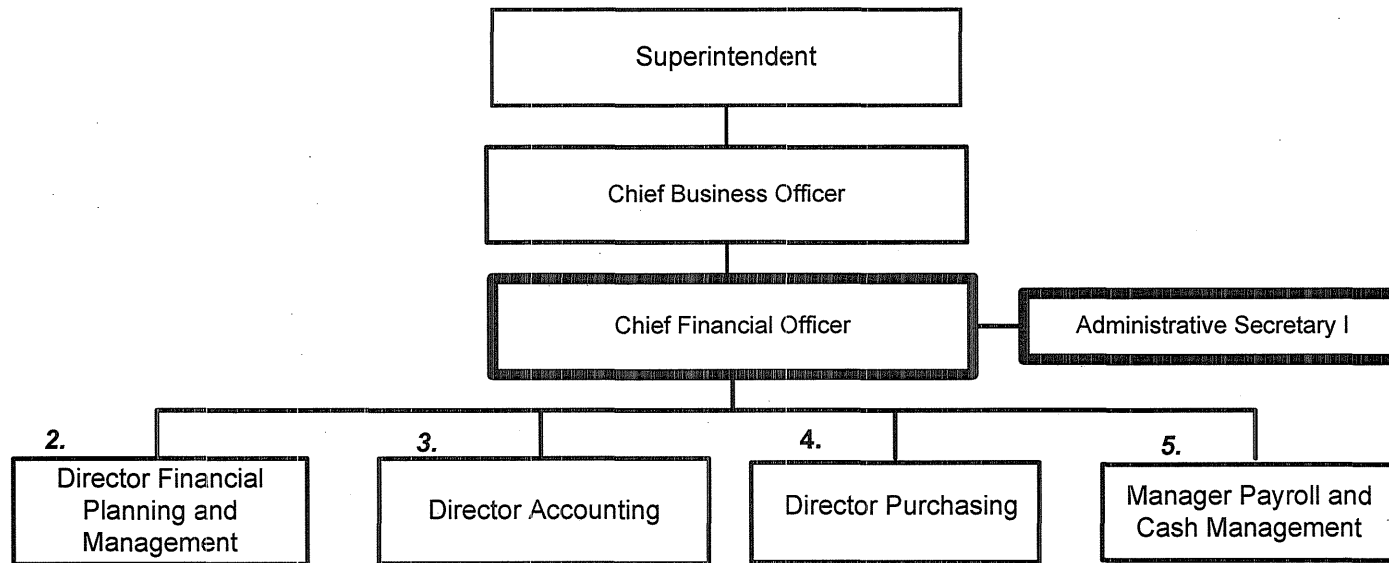 Superintendent
Chief Business Officer
Chief Financial Officer
Administrative Secretary I
2.
Director Financial
Planning and
Management
3.
Director Accounting
4.
Director Purchasing
5.
Manager Payroll and
Cash Management